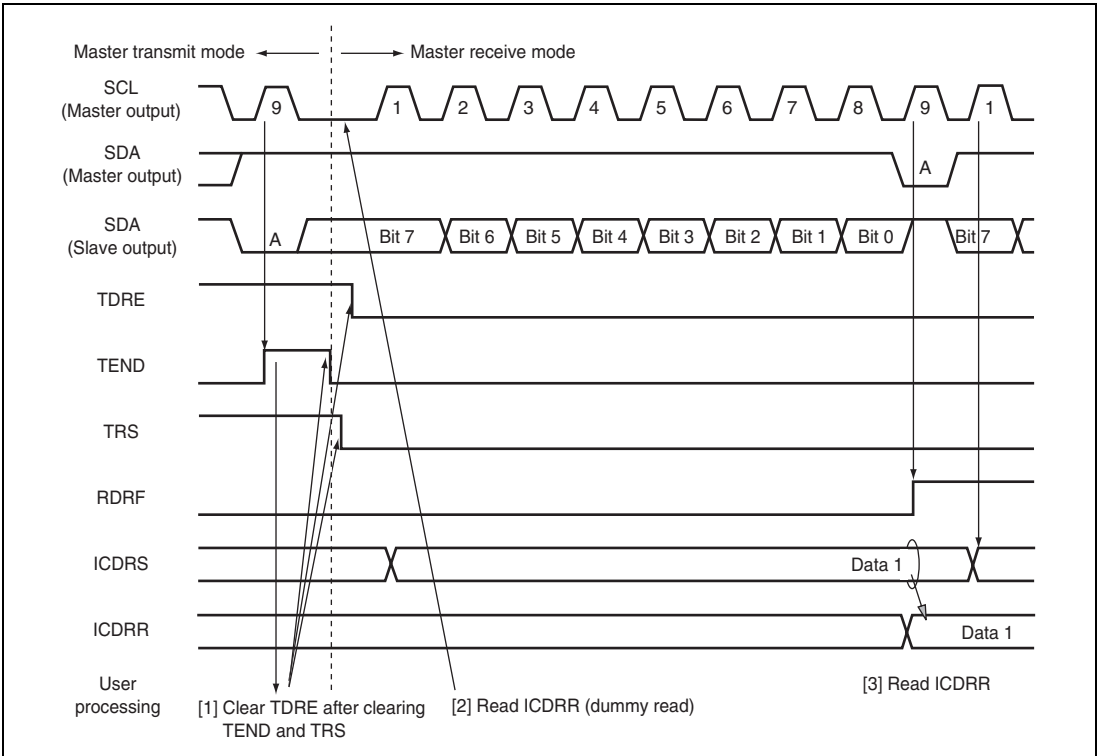 Master transmit mode
Master receive mode
SCL
(Master output)
9
1
2
3
4
5
6
7
8
9
1
SDA
(Master output)
A
SDA
(Slave output)
A
Bit 7
Bit 6
Bit 5
Bit 4
Bit 3
Bit 2
Bit 1
Bit 0
Bit 7
TDRE
TEND
TRS
RDRF
ICDRS
Data 1
ICDRR
Data 1
User
processing
[1] Clear TDRE after clearing
TEND and TRS
[2] Read ICDRR (dummy read)
[3] Read ICDRR